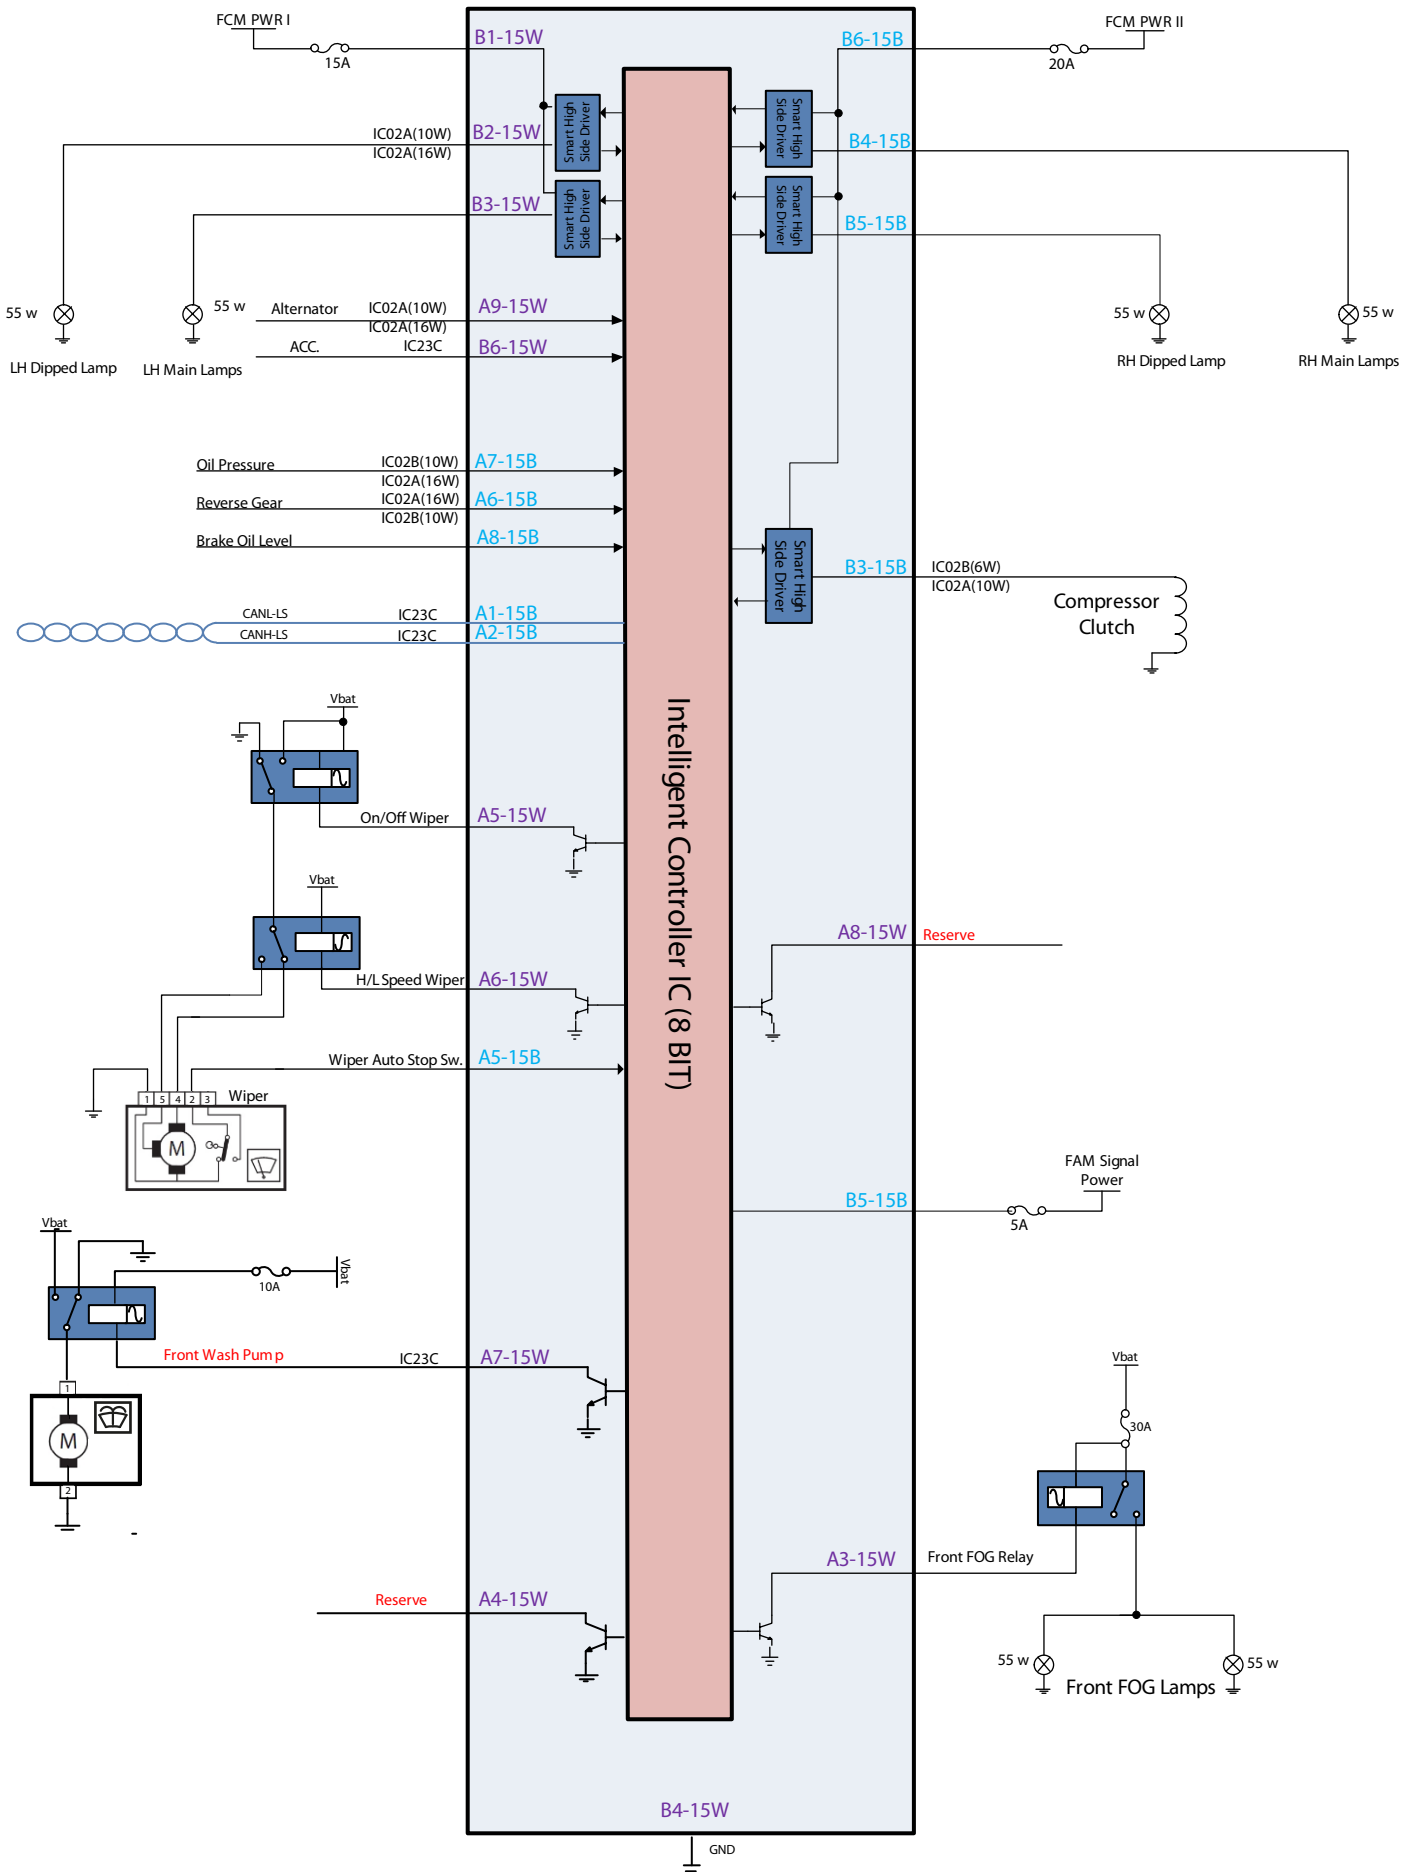 FCM PWR I
15A
B1-15W
B6-15B
20A
FCM PWR II
Smart High
Side Driver
Smart High
Side Driver
IC02A(10W)
IC02A(16W)
B2-15W
B4-15B
Smart High
Side Driver
Smart High
Side Driver
B3-15W
B5-15B
55 w
LH Dipped Lamp
55 w
LH Main Lamps
Alternator
IC02A(10W)
IC02A(16W)
A9-15W
ACC.
IC23C
B6-15W
55 w
RH Dipped Lamp
55 w
RH Main Lamps
Oil Pressure
IC02B(10W)
IC02A(16W)
A7-15B
Reverse Gear
IC02A(16W)
IC02B(10W)
A6-15B
Brake Oil Level
A8-15B
Smart High
Side Driver
B3-15B
IC02B(6W)
IC02A(10W)
Compressor
Clutch
CANL-LS
IC23C
A1-15B
CANH-LS
IC23C
A2-15B
Intelligent Controller IC (8 BIT)
Vbat
On/Off Wiper
A5-15W
Vbat
H/L Speed Wiper
A6-15W
A8-15W
Reserve
Wiper Auto Stop Sw.
A5-15B
Wiper
1 5 4 2 3
M
FAM Signal
Power
B5-15B
5A
Vbat
10A
Vbat
Front Wash Pump
IC23C
A7-15W
1
M
2
-
Vbat
30A
A3-15W
Front FOG Relay
Reserve
A4-15W
55 w
55 w
Front FOG Lamps
B4-15W
GND